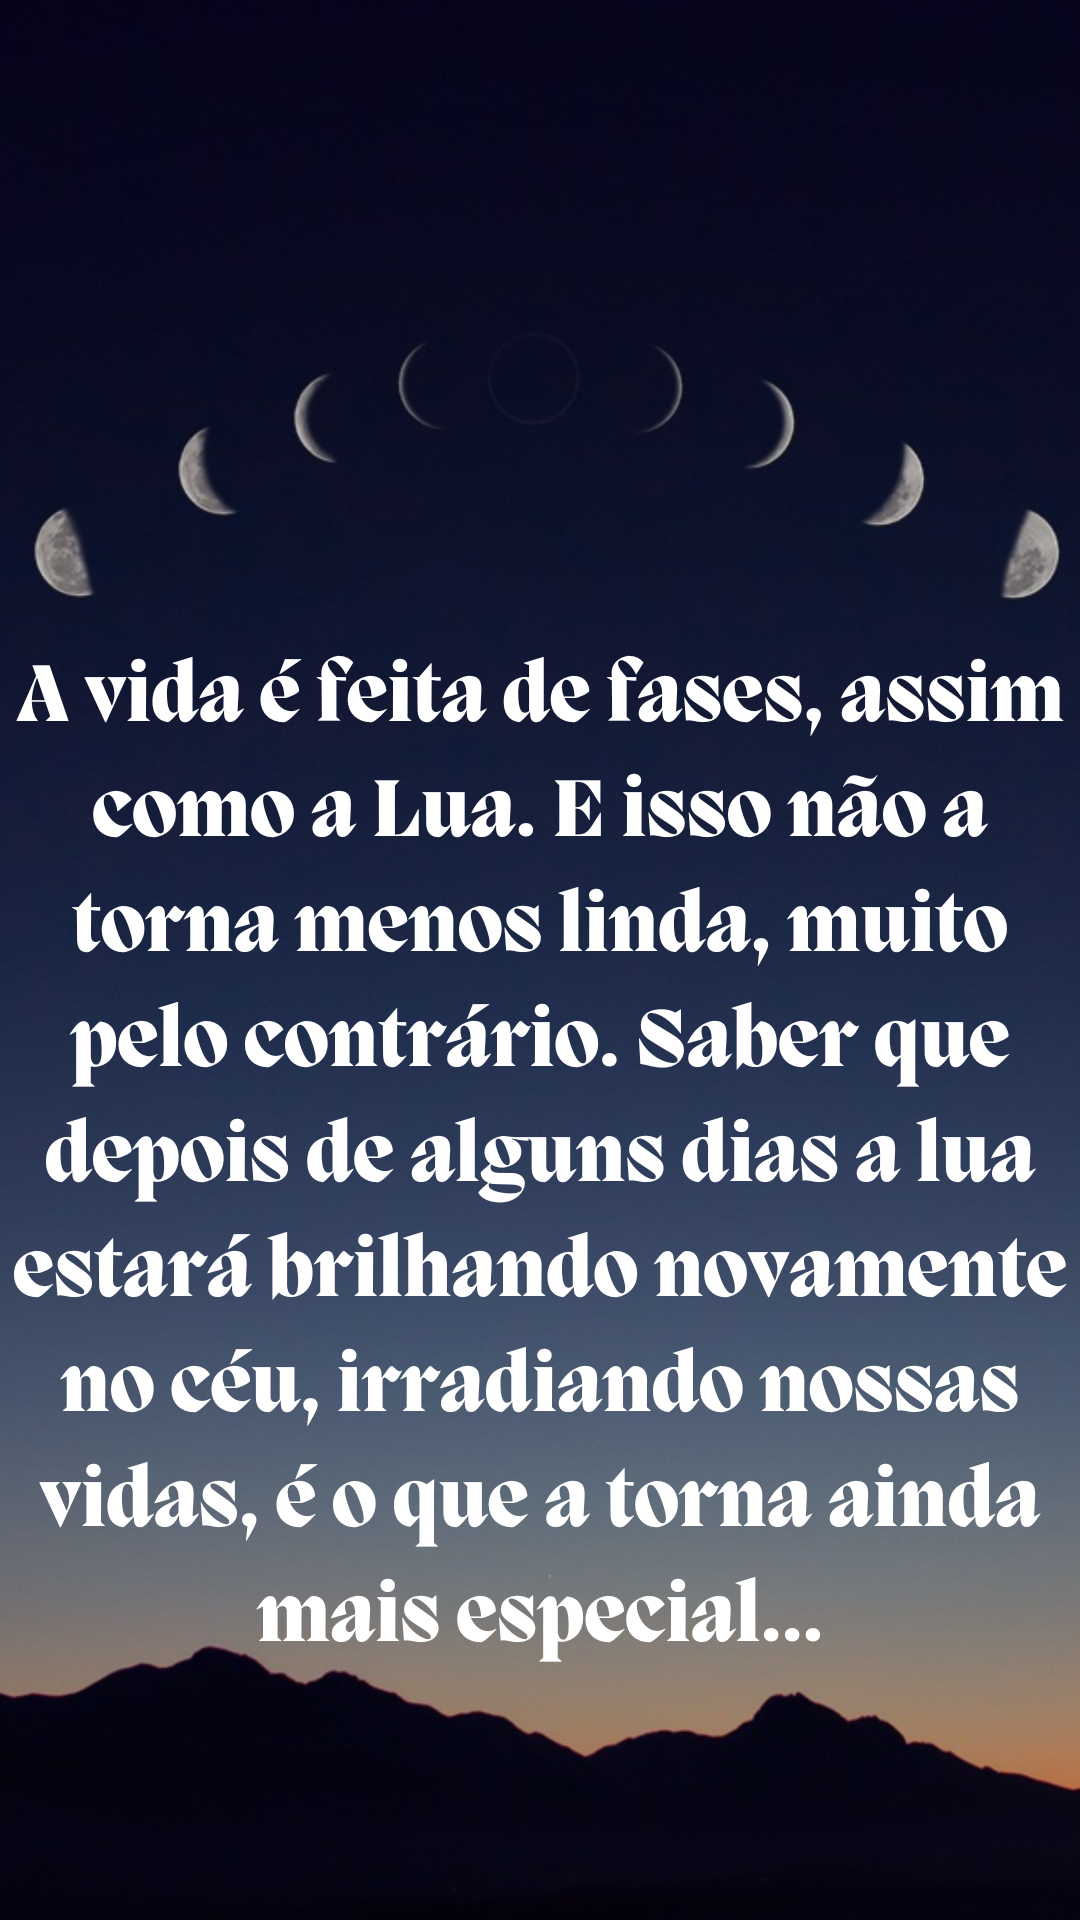 A vida é feita de fases, assim
como a Lua. E isso não a
torna menos linda, muito
pelo contrário. Saber que
depois de alguns dias a lua
estará brilhando novamente
no céu, irradiando nossas
vidas, é o que a torna ainda
mais especial...